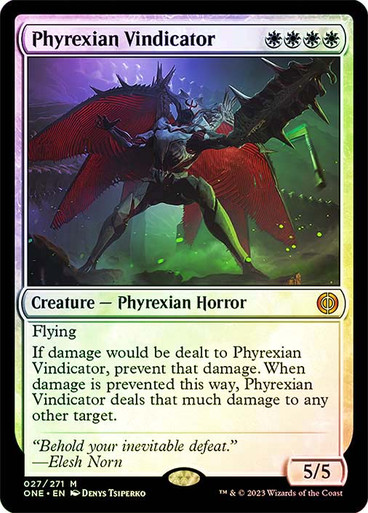 Phyrexian Vindicator
Creature — Phyrexian Horror
Flying
If damage would be dealt to Phyrexian
Vindicator, prevent that damage. When
damage is prevented this way, Phyrexian
Vindicator deals that much damage to any
other target.
“Behold your inevitable defeat.”
—Elesh Norn
5/5
027/271 M
ONE • EN Denys Tsiperko
™ & © 2023 Wizards of the Coast